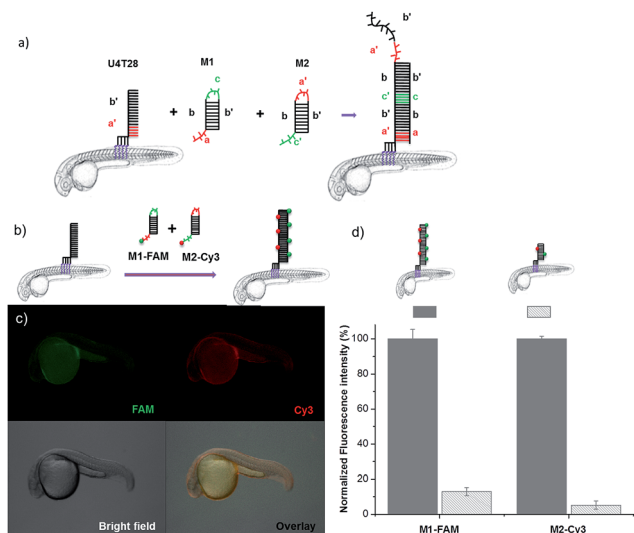 a)
U4T28
M1
M2
b'
a'
+
b
b'
c
a
+
b
b'
a'
c'
b'
a'
b
b'
c'
c
b
b'
a'
a
b)
+
M1-FAM
M2-Cy3
c)
FAM
Cy3
Bright field
Overlay
d)
Normalized Fluorescence intensity (%)
100
80
60
40
20
0
M1-FAM
M2-Cy3